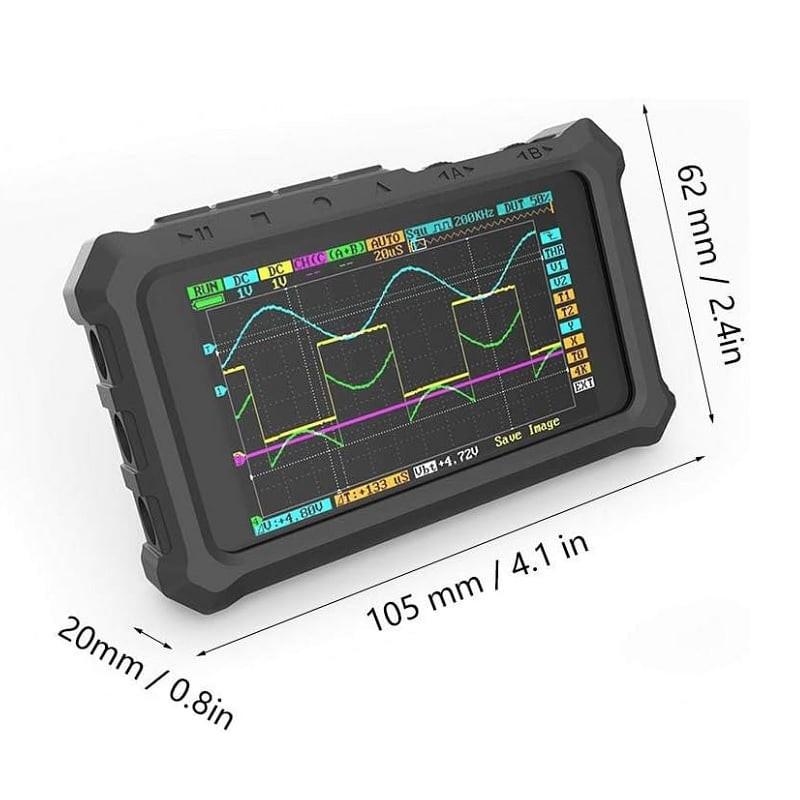 A
B
RUN DC 1V DC 1V CH(C (A+B) AUTO 20uS Squ 200KHz DUT 50%
THR
V1
V2
T1
T2
Y
X
T0
4X
EXT
Save Image
△V:+4.80V △T:+133 uS Vbt +4.72V
62 mm / 2.4in
105 mm / 4.1 in
20mm / 0.8in